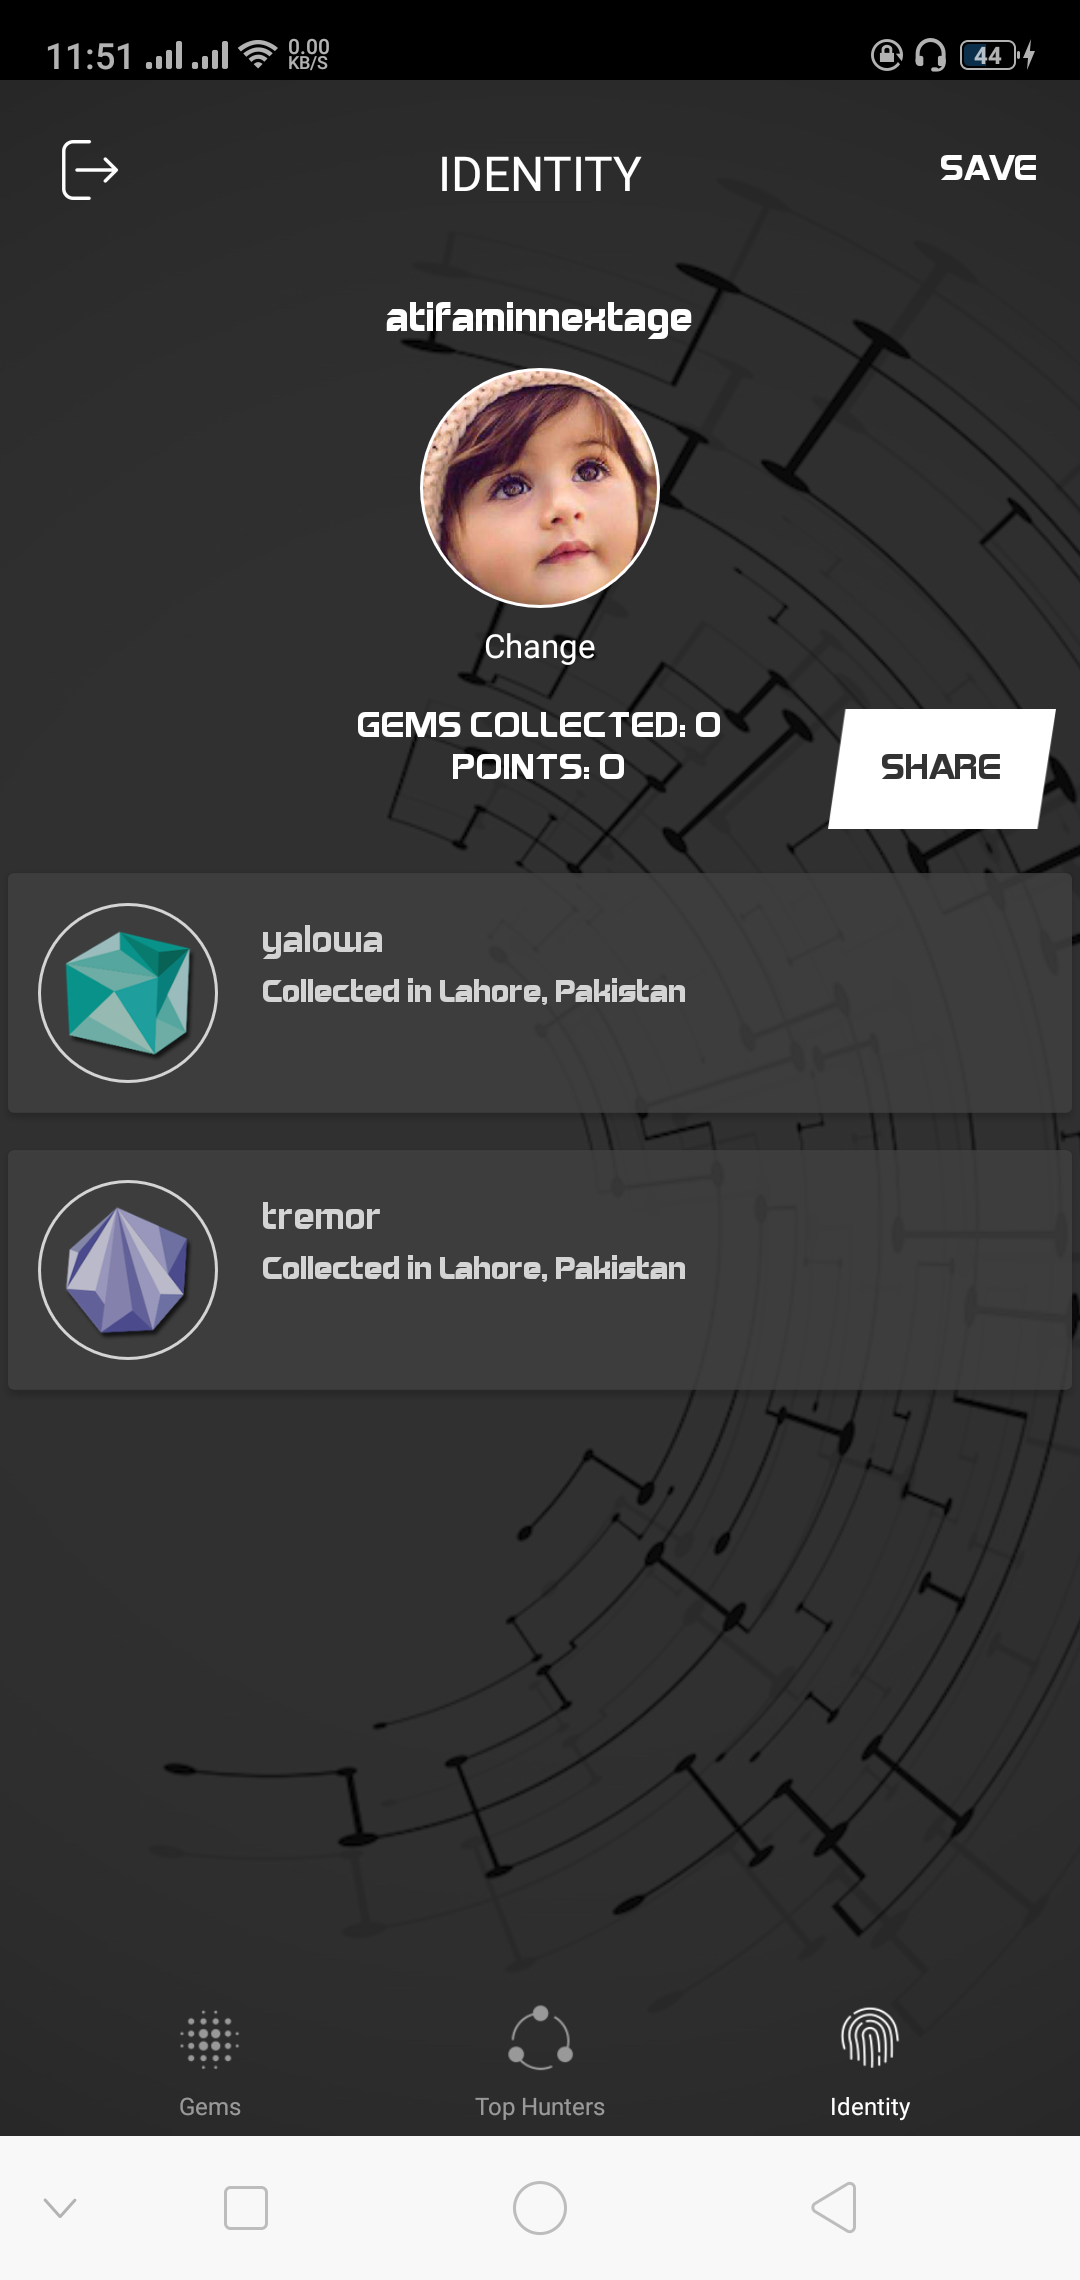 11:51 0.00 KB/S 44
IDENTITY
SAVE
atifaminnextage
Change
GEMS COLLECTED: 0
POINTS: 0
SHARE
yalowa
Collected in Lahore, Pakistan
tremor
Collected in Lahore, Pakistan
Gems
Top Hunters
Identity